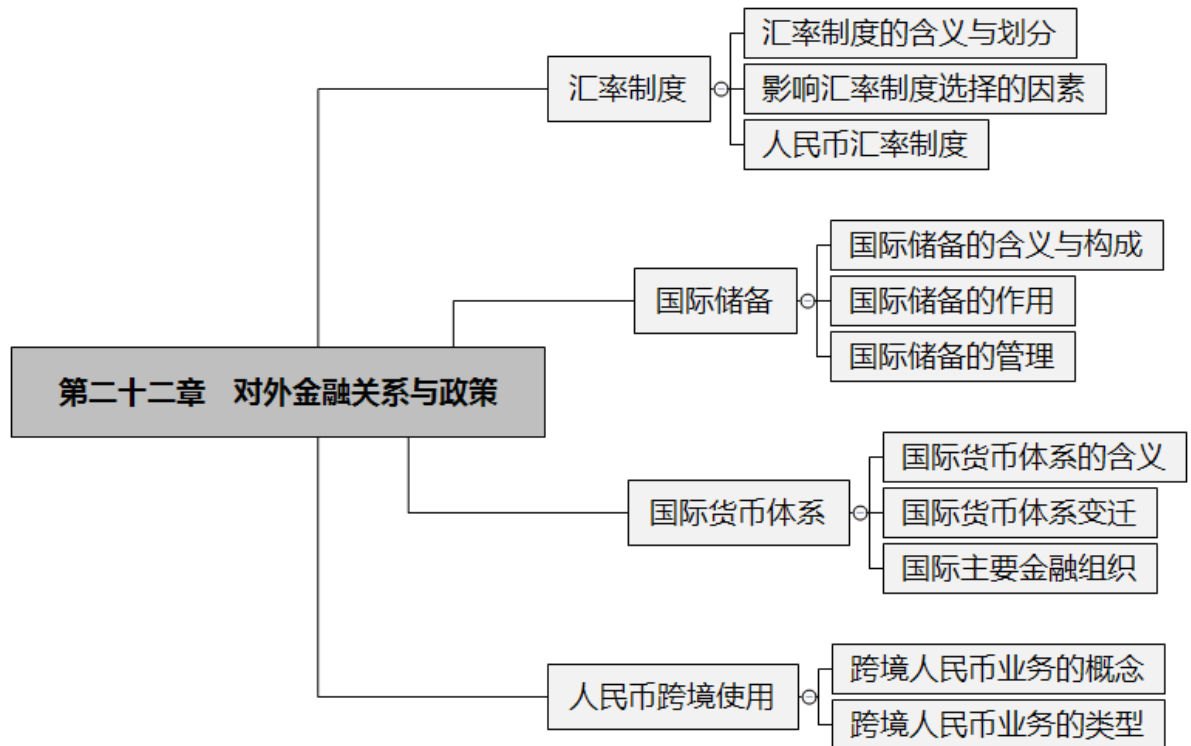 汇率制度的含义与划分
汇率制度
影响汇率制度选择的因素
人民币汇率制度
国际储备的含义与构成
国际储备
国际储备的作用
国际储备的管理
第二十二章 对外金融关系与政策
国际货币体系的含义
国际货币体系
国际货币体系变迁
国际主要金融组织
跨境人民币业务的概念
人民币跨境使用
跨境人民币业务的类型